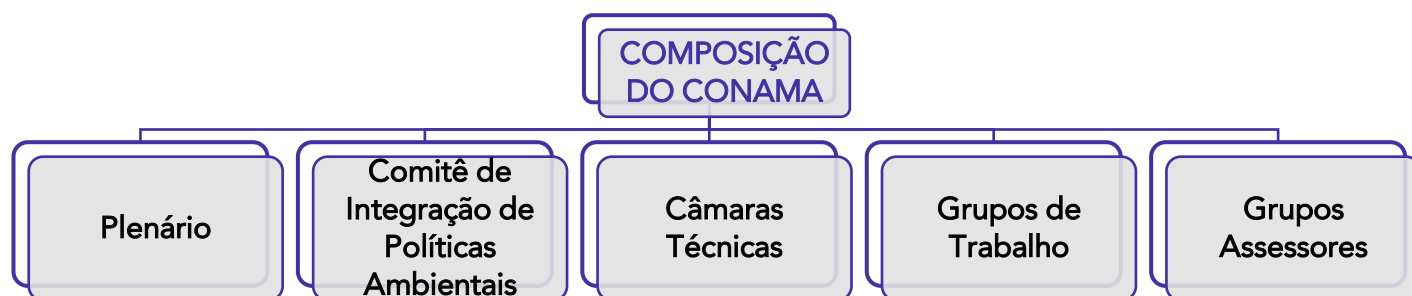 COMPOSIÇÃO
DO CONAMA
Plenário
Comitê de
Integração de
Políticas
Ambientais
Câmaras
Técnicas
Grupos de
Trabalho
Grupos
Assessores